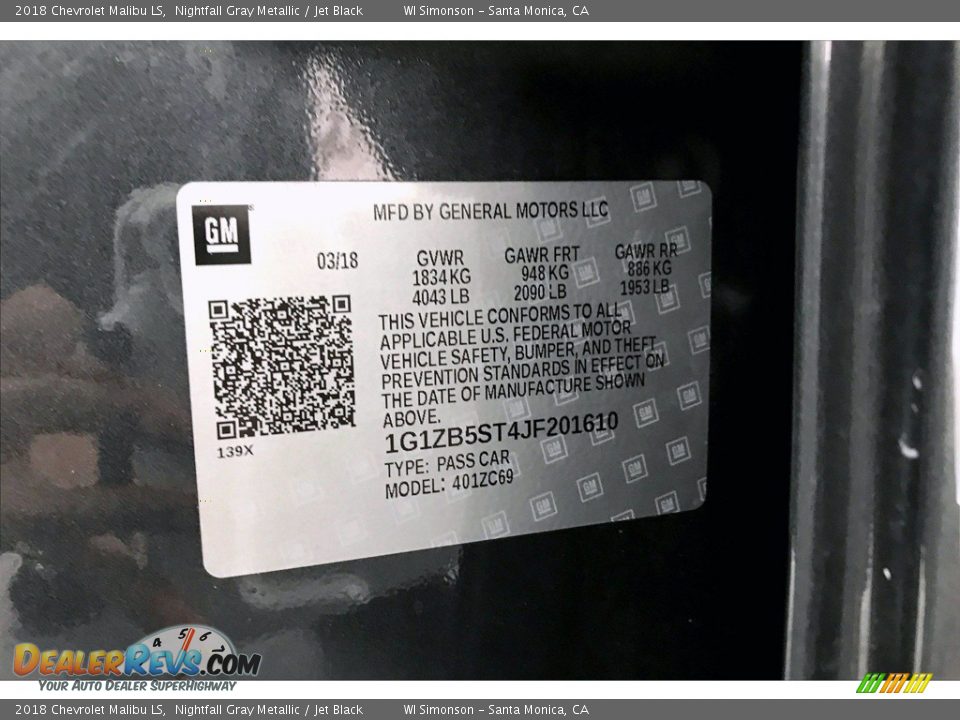 2018 Chevrolet Malibu LS, Nightfall Gray Metallic / Jet Black WI Simonson - Santa Monica, CA
GM
MFD BY GENERAL MOTORS LLC
03/18 GVWR GAWR FRT GAWR RR
1834 KG 948 KG 886 KG
4043 LB 2090 LB 1953 LB
THIS VEHICLE CONFORMS TO ALL
APPLICABLE U.S. FEDERAL MOTOR
VEHICLE SAFETY, BUMPER, AND THEFT
PREVENTION STANDARDS IN EFFECT ON
THE DATE OF MANUFACTURE SHOWN
ABOVE.
1G1ZB5ST4JF201610
139X
TYPE: PASS CAR
MODEL: 401ZC69
4 5 6
DEALERREVS.COM
YOUR AUTO DEALER SUPERHIGHWAY
2018 Chevrolet Malibu LS, Nightfall Gray Metallic / Jet Black WI Simonson - Santa Monica, CA